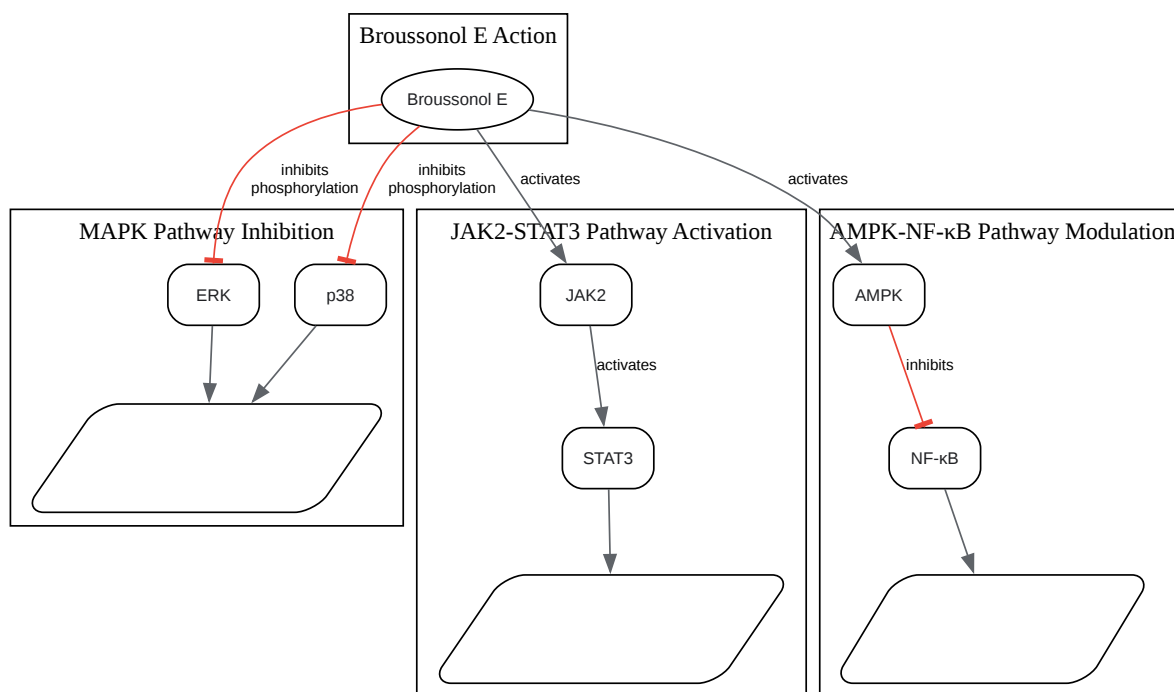 Broussonol E Action
Broussonol E
inhibits
phosphorylation
inhibits
phosphorylation
activates
activates
MAPK Pathway Inhibition
JAK2-STAT3 Pathway Activation
AMPK-NF-κB Pathway Modulation
ERK
p38
JAK2
AMPK
activates
inhibits
STAT3
NF-κB